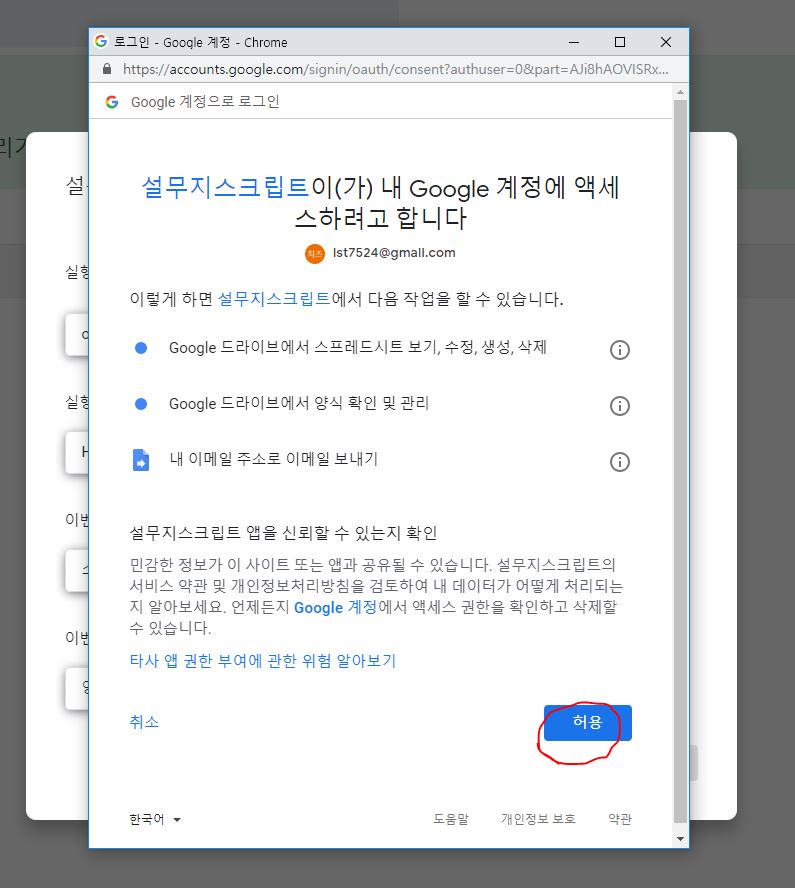 로그인 - Google 계정 - Chrome
https://accounts.google.com/signin/oauth/consent?authuser=0&part=AJi8hAOVISRx...
Google 계정으로 로그인
설무지스크립트이(가) 내 Google 계정에 액세
스하려고 합니다
치즈 lst7524@gmail.com
이렇게 하면 설무지스크립트에서 다음 작업을 할 수 있습니다.
Google 드라이브에서 스프레드시트 보기, 수정, 생성, 삭제
Google 드라이브에서 양식 확인 및 관리
내 이메일 주소로 이메일 보내기
설무지스크립트 앱을 신뢰할 수 있는지 확인
민감한 정보가 이 사이트 또는 앱과 공유될 수 있습니다. 설무지스크립트의
서비스 약관 및 개인정보처리방침을 검토하여 내 데이터가 어떻게 처리되는
지 알아보세요. 언제든지 Google 계정에서 액세스 권한을 확인하고 삭제할
수 있습니다.
타사 앱 권한 부여에 관한 위험 알아보기
취소
허용
한국어
도움말
개인정보 보호
약관